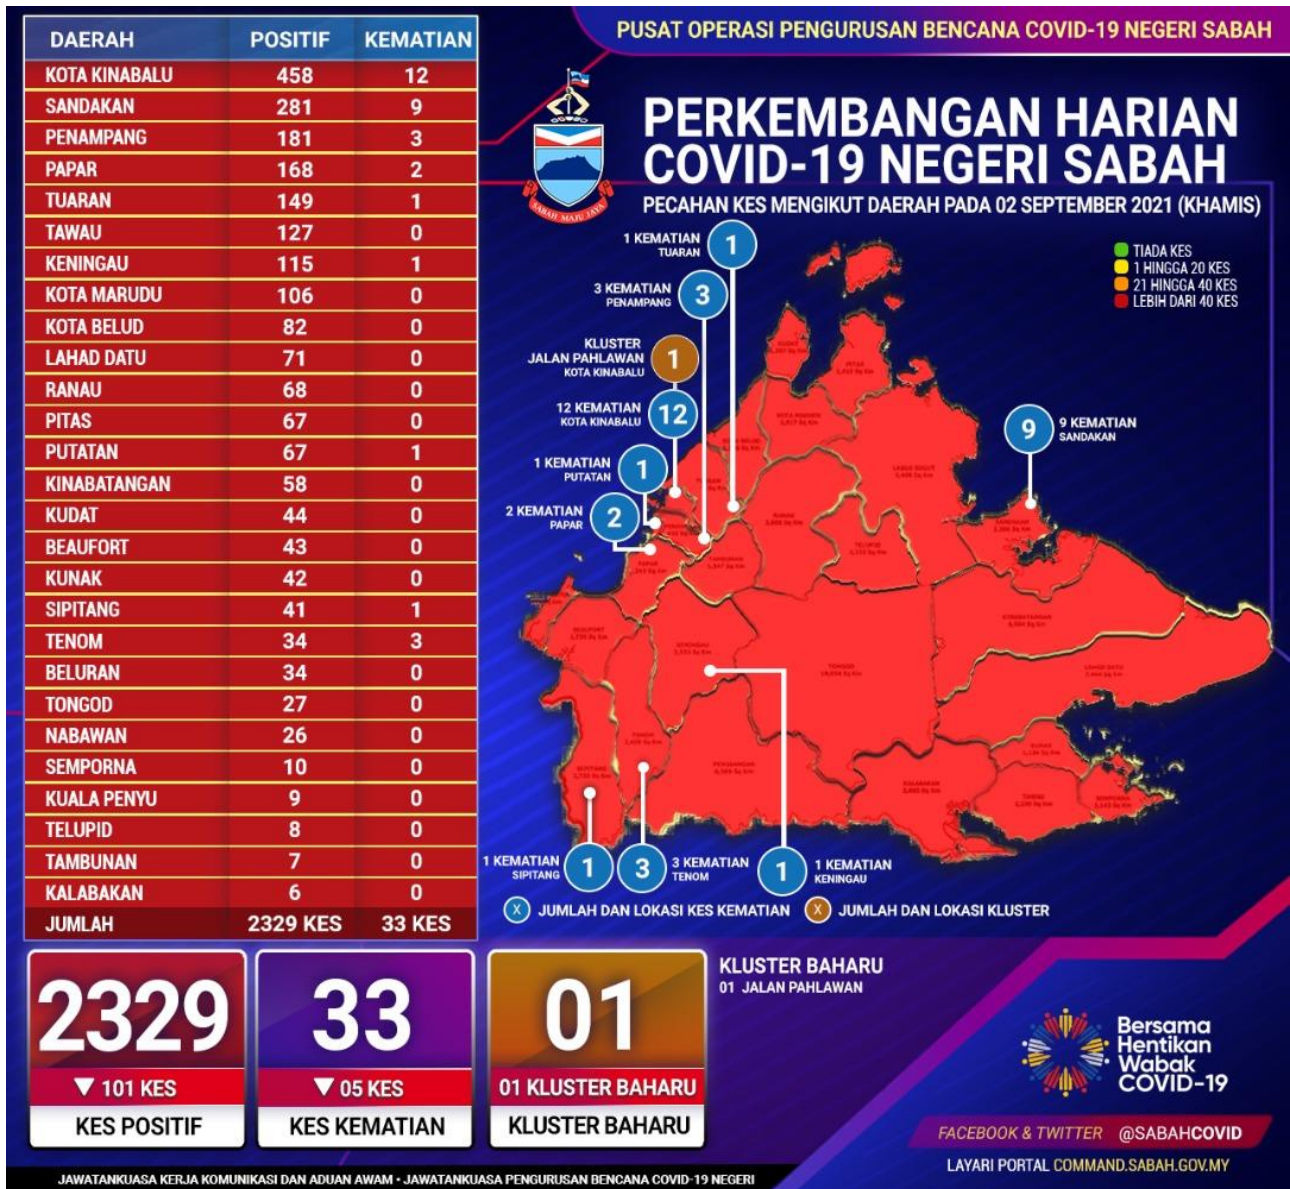 DAERAH POSITIF KEMATIAN
KOTA KINABALU 458 12
SANDAKAN 281 9
PENAMPANG 181 3
PAPAR 168 2
TUARAN 149 1
TAWAU 127 0
KENINGAU 115 1
KOTA MARUDU 106 0
KOTA BELUD 82 0
LAHAD DATU 71 0
RANAU 68 0
PITAS 67 0
PUTATAN 67 1
KINABATANGAN 58 0
KUDAT 44 0
BEAUFORT 43 0
KUNAK 42 0
SIPITANG 41 1
TENOM 34 3
BELURAN 34 0
TONGOD 27 0
NABAWAN 26 0
SEMPORNA 10 0
KUALA PENYU 9 0
TELUPID 8 0
TAMBUNAN 7 0
KALABAKAN 6 0
JUMLAH 2329 KES 33 KES
PUSAT OPERASI PENGURUSAN BENCANA COVID-19 NEGERI SABAH
SABAH MAJU JAYA
PERKEMBANGAN HARIAN
COVID-19 NEGERI SABAH
PECAHAN KES MENGIKUT DAERAH PADA 02 SEPTEMBER 2021 (KHAMIS)
TIADA KES
1 HINGGA 20 KES
21 HINGGA 40 KES
LEBIH DARI 40 KES
1 KEMATIAN
TUARAN
1
3 KEMATIAN
PENAMPANG
3
KLUSTER
JALAN PAHLAWAN
KOTA KINABALU
1
12 KEMATIAN
KOTA KINABALU
12
1 KEMATIAN
PUTATAN
1
2 KEMATIAN
PAPAR
2
9
9 KEMATIAN
SANDAKAN
1 KEMATIAN
SIPITANG
1
3
3 KEMATIAN
TENOM
1
1 KEMATIAN
KENINGAU
X JUMLAH DAN LOKASI KES KEMATIAN
X JUMLAH DAN LOKASI KLUSTER
2329
▼ 101 KES
KES POSITIF
33
▼ 05 KES
KES KEMATIAN
01
01 KLUSTER BAHARU
KLUSTER BAHARU
KLUSTER BAHARU
01 JALAN PAHLAWAN
Bersama
Hentikan
Wabak
COVID-19
FACEBOOK & TWITTER @SABAHCOVID
LAYARI PORTAL COMMAND.SABAH.GOV.MY
JAWATANKUASA KERJA KOMUNIKASI DAN ADUAN AWAM • JAWATANKUASA PENGURUSAN BENCANA COVID-19 NEGERI